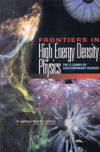 FRONTIERS IN
High Energy Density
Physics
THE X-GAMES OF
CONTEMPORARY SCIENCE